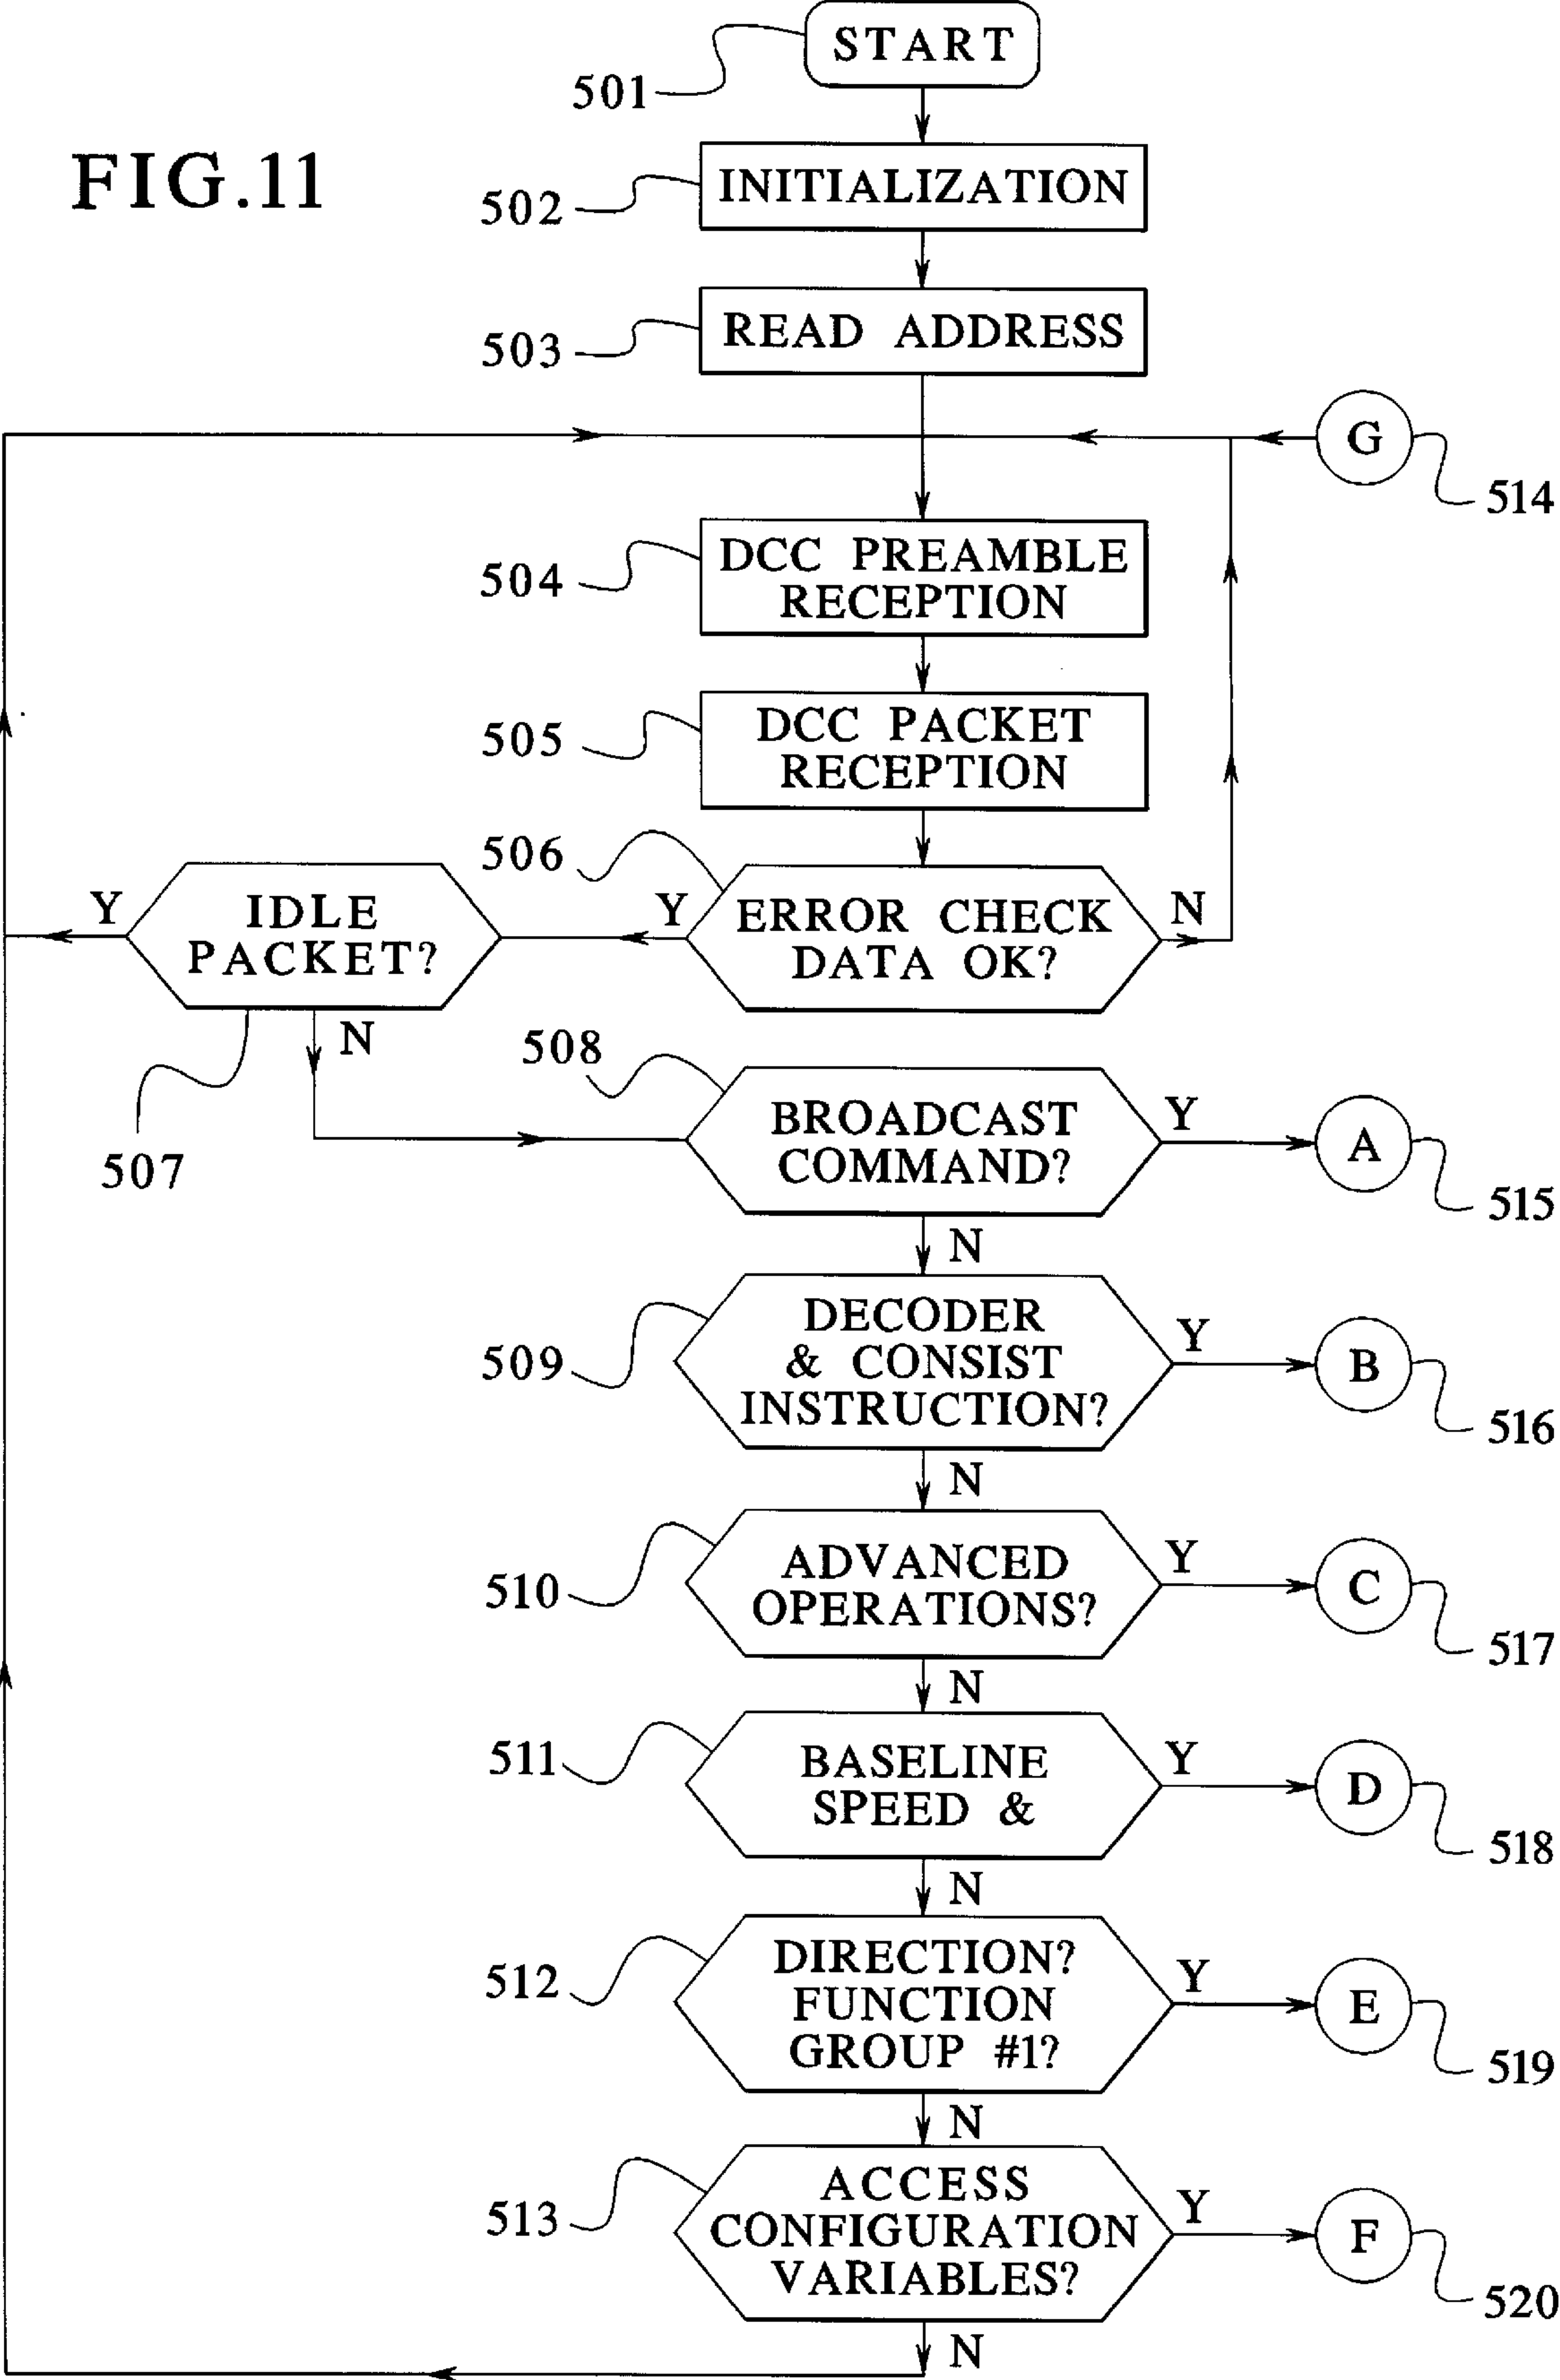 START
501
FIG.11
INITIALIZATION
502
READ ADDRESS
503
G
514
DCC PREAMBLE
RECEPTION
504
DCC PACKET
RECEPTION
505
506
Y
IDLE
PACKET?
Y
ERROR CHECK
DATA OK?
N
N
507
508
BROADCAST
COMMAND?
Y
A
515
N
DECODER
& CONSIST
INSTRUCTION?
509
Y
B
516
N
ADVANCED
OPERATIONS?
510
Y
C
517
N
BASELINE
SPEED &
511
Y
D
518
N
DIRECTION?
FUNCTION
GROUP #1?
512
Y
E
519
N
ACCESS
CONFIGURATION
VARIABLES?
513
Y
F
520
N